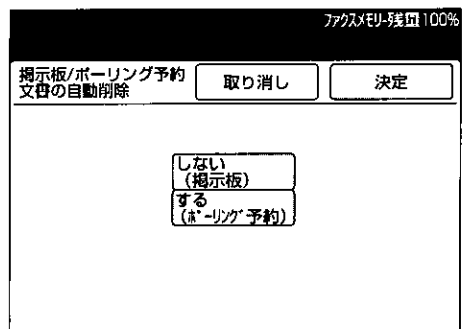 ファクスメモリー残量100%
掲示板/ポーリング予約
文書の自動削除
取り消し
決定
しない
(掲示板)
する
(ポーリング予約)